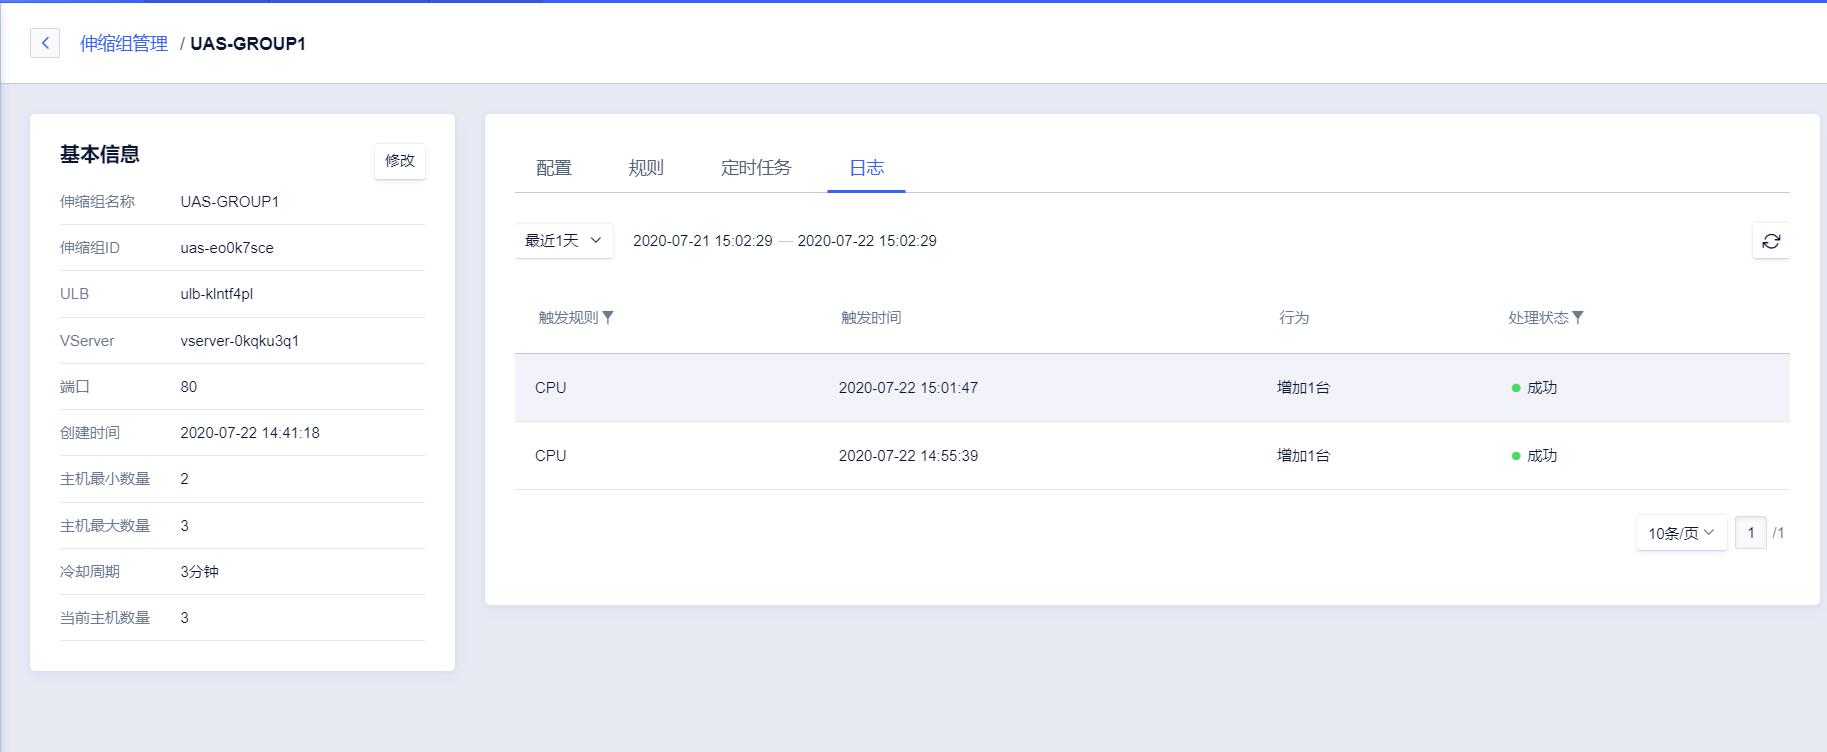 伸缩组管理 / UAS-GROUP1
基本信息
修改
伸缩组名称 UAS-GROUP1
伸缩组ID uas-eo0k7sce
ULB ulb-klntf4pl
VServer vserver-0kqku3q1
端口 80
创建时间 2020-07-22 14:41:18
主机最小数量 2
主机最大数量 3
冷却周期 3分钟
当前主机数量 3
配置 规则 定时任务 日志
最近1天 2020-07-21 15:02:29 — 2020-07-22 15:02:29
触发规则 触发时间 行为 处理状态
CPU 2020-07-22 15:01:47 增加1台 成功
CPU 2020-07-22 14:55:39 增加1台 成功
10条/页 1 /1